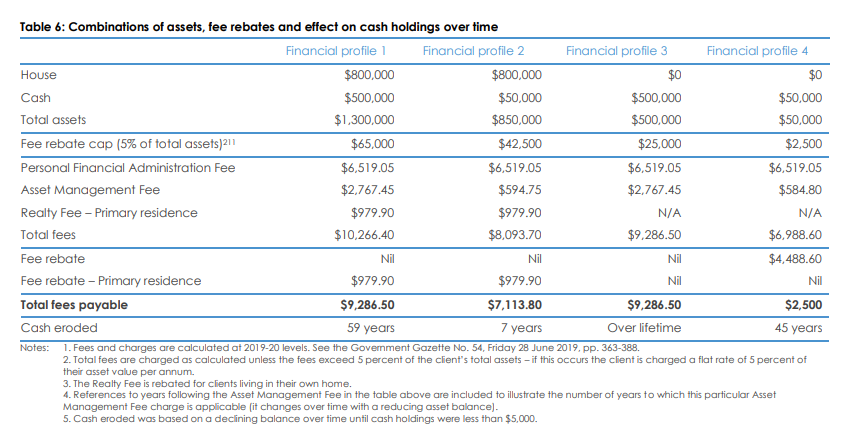 Table 6: Combinations of assets, fee rebates and effect on cash holdings over time
Financial profile 1 Financial profile 2 Financial profile 3 Financial profile 4
House $800,000 $800,000 $0 $0
Cash $500,000 $50,000 $500,000 $50,000
Total assets $1,300,000 $850,000 $500,000 $50,000
Fee rebate cap (5% of total assets)211 $65,000 $42,500 $25,000 $2,500
Personal Financial Administration Fee $6,519.05 $6,519.05 $6,519.05 $6,519.05
Asset Management Fee $2,767.45 $594.75 $2,767.45 $584.80
Realty Fee – Primary residence $979.90 $979.90 N/A N/A
Total fees $10,266.40 $8,093.70 $9,286.50 $6,988.60
Fee rebate Nil Nil Nil $4,488.60
Fee rebate – Primary residence $979.90 $979.90 Nil Nil
Total fees payable $9,286.50 $7,113.80 $9,286.50 $2,500
Cash eroded 59 years 7 years Over lifetime 45 years
Notes: 1. Fees and charges are calculated at 2019-20 levels. See the Government Gazette No. 54, Friday 28 June 2019, pp. 363-388.
2. Total fees are charged as calculated unless the fees exceed 5 percent of the client's total assets – if this occurs the client is charged a flat rate of 5 percent of
their asset value per annum.
3. The Realty Fee is rebated for clients living in their own home.
4. References to years following the Asset Management Fee in the table above are included to illustrate the number of years to which this particular Asset
Management Fee charge is applicable (it changes over time with a reducing asset balance).
5. Cash eroded was based on a declining balance over time until cash holdings were less than $5,000.